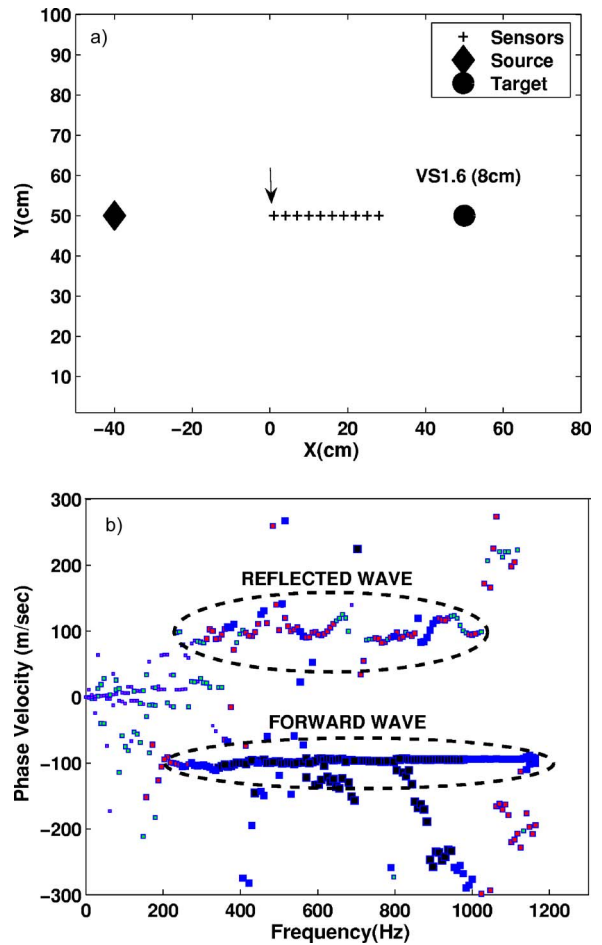 a)
Sensors
Source
Target
VS1.6 (8cm)
100
90
80
70
60
50
40
30
20
10
Y(cm)
−40
−20
0
20
40
60
80
X(cm)
b)
REFLECTED WAVE
FORWARD WAVE
300
200
100
0
−100
−200
−300
Phase Velocity (m/sec)
0
200
400
600
800
1000
1200
Frequency(Hz)